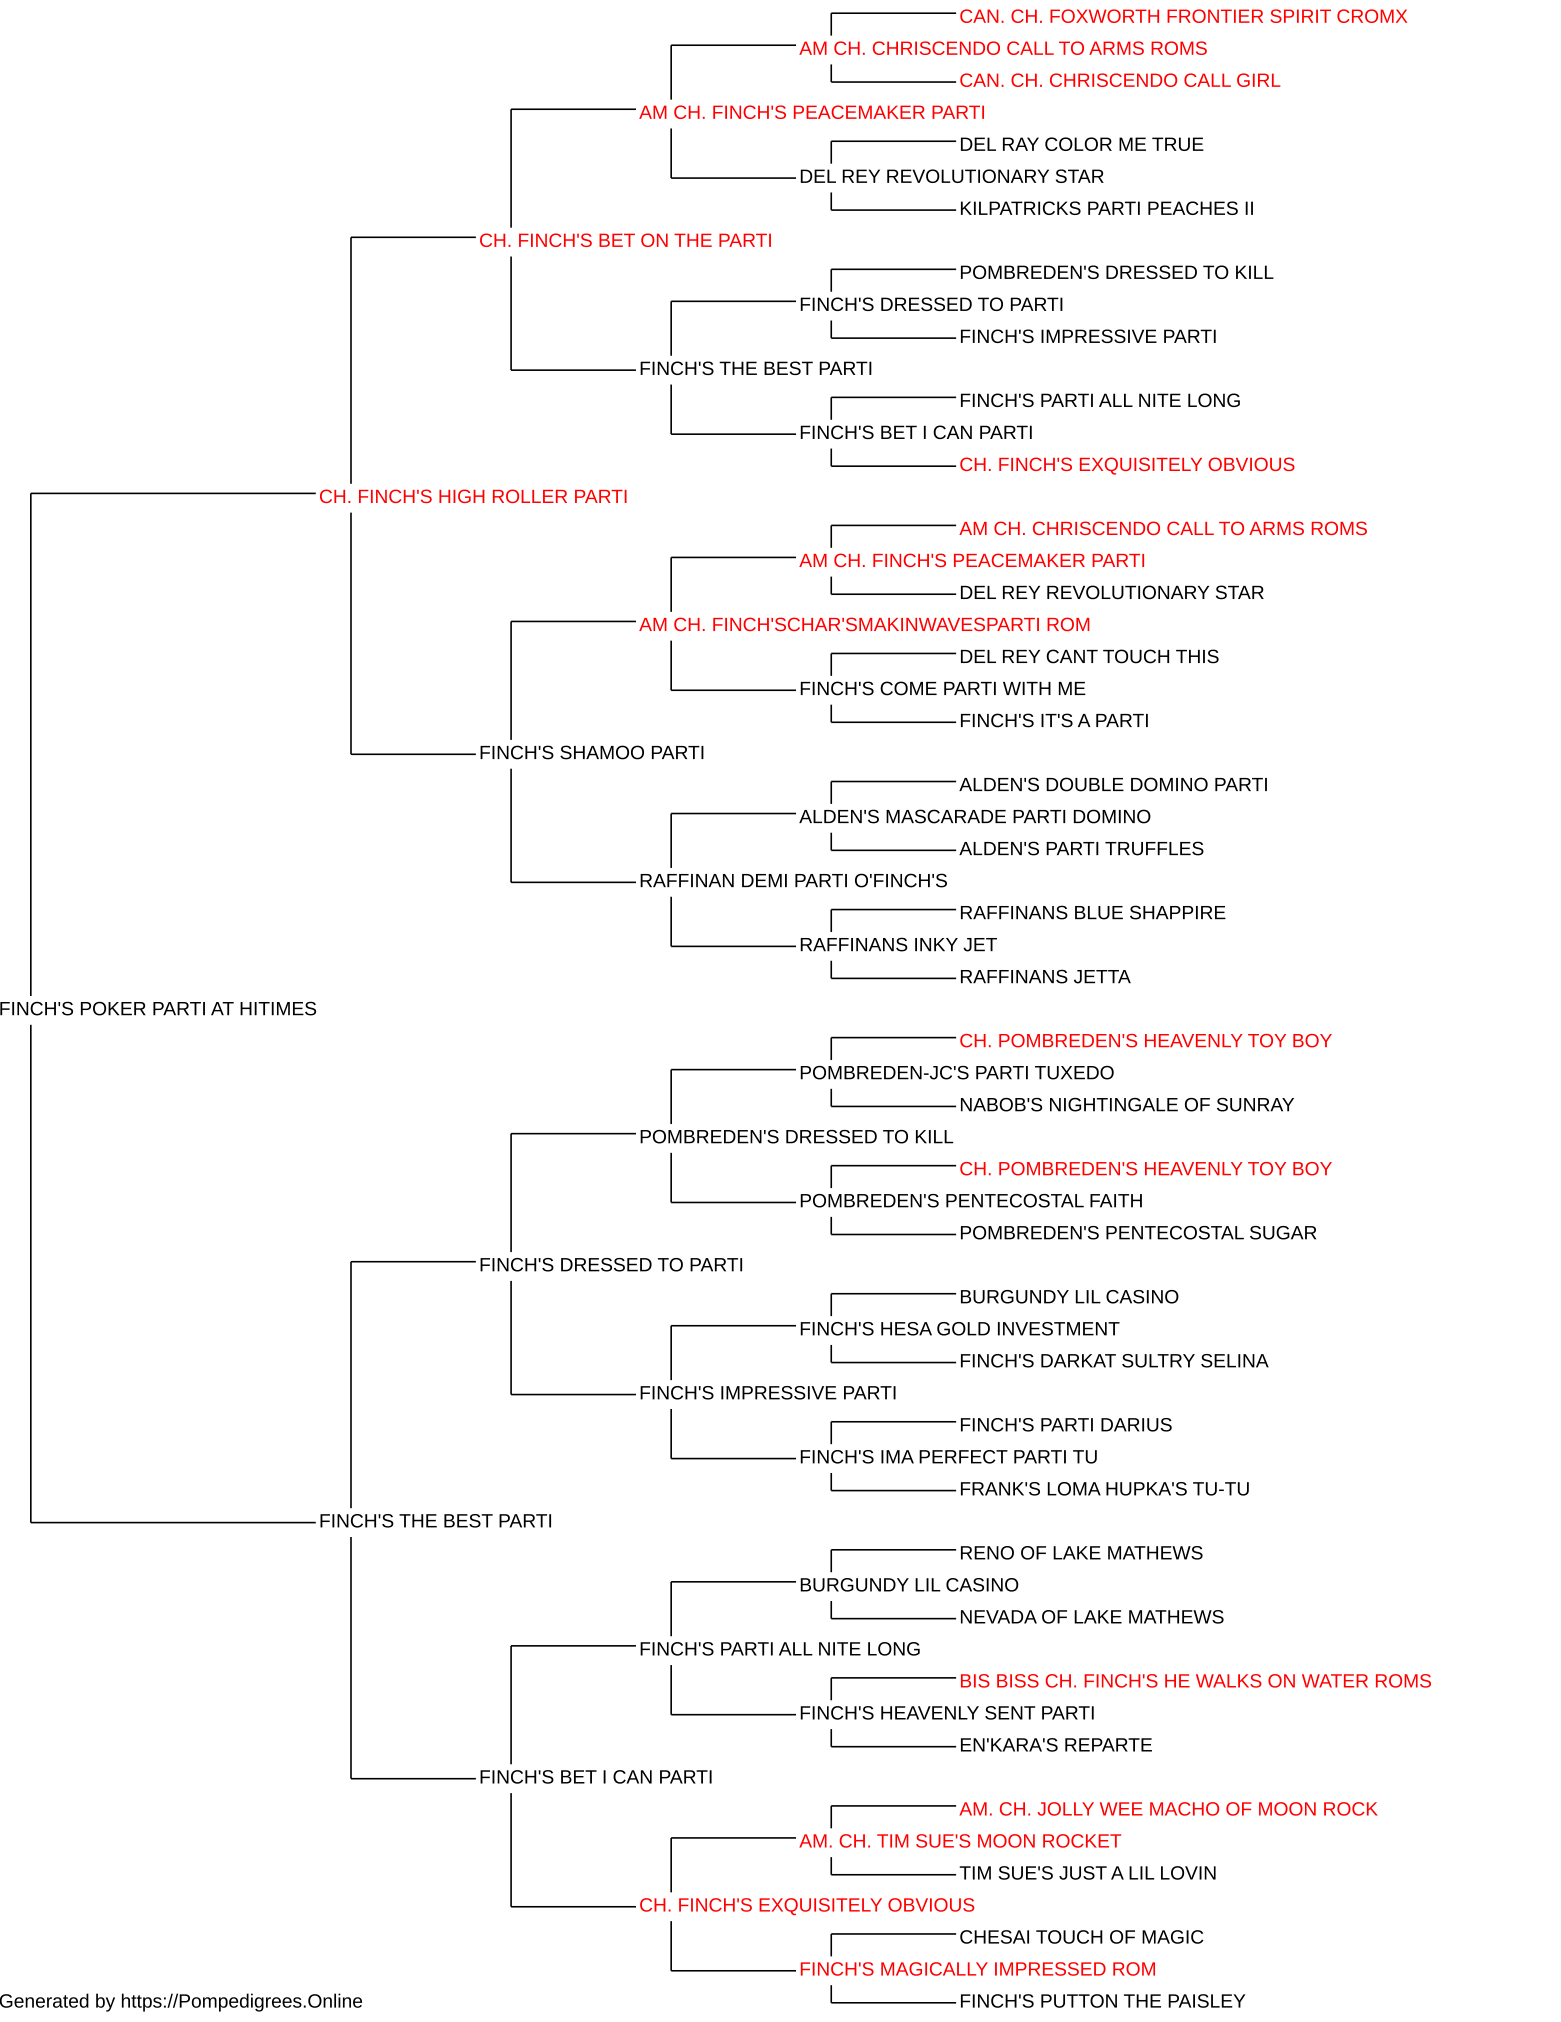 CAN. CH. FOXWORTH FRONTIER SPIRIT CROMX
AM CH. CHRISCENDO CALL TO ARMS ROMS
CAN. CH. CHRISCENDO CALL GIRL
AM CH. FINCH'S PEACEMAKER PARTI
DEL RAY COLOR ME TRUE
DEL REY REVOLUTIONARY STAR
KILPATRICKS PARTI PEACHES II
CH. FINCH'S BET ON THE PARTI
POMBREDEN'S DRESSED TO KILL
FINCH'S DRESSED TO PARTI
FINCH'S IMPRESSIVE PARTI
FINCH'S THE BEST PARTI
FINCH'S PARTI ALL NITE LONG
FINCH'S BET I CAN PARTI
CH. FINCH'S EXQUISITELY OBVIOUS
CH. FINCH'S HIGH ROLLER PARTI
AM CH. CHRISCENDO CALL TO ARMS ROMS
AM CH. FINCH'S PEACEMAKER PARTI
DEL REY REVOLUTIONARY STAR
AM CH. FINCH'SCHAR'SMAKINWAVESPARTI ROM
DEL REY CANT TOUCH THIS
FINCH'S COME PARTI WITH ME
FINCH'S IT'S A PARTI
FINCH'S SHAMOO PARTI
ALDEN'S DOUBLE DOMINO PARTI
ALDEN'S MASCARADE PARTI DOMINO
ALDEN'S PARTI TRUFFLES
RAFFINAN DEMI PARTI O'FINCH'S
RAFFINANS BLUE SHAPPIRE
RAFFINANS INKY JET
RAFFINANS JETTA
FINCH'S POKER PARTI AT HITIMES
CH. POMBREDEN'S HEAVENLY TOY BOY
POMBREDEN-JC'S PARTI TUXEDO
NABOB'S NIGHTINGALE OF SUNRAY
POMBREDEN'S DRESSED TO KILL
CH. POMBREDEN'S HEAVENLY TOY BOY
POMBREDEN'S PENTECOSTAL FAITH
POMBREDEN'S PENTECOSTAL SUGAR
FINCH'S DRESSED TO PARTI
BURGUNDY LIL CASINO
FINCH'S HESA GOLD INVESTMENT
FINCH'S DARKAT SULTRY SELINA
FINCH'S IMPRESSIVE PARTI
FINCH'S PARTI DARIUS
FINCH'S IMA PERFECT PARTI TU
FRANK'S LOMA HUPKA'S TU-TU
FINCH'S THE BEST PARTI
RENO OF LAKE MATHEWS
BURGUNDY LIL CASINO
NEVADA OF LAKE MATHEWS
FINCH'S PARTI ALL NITE LONG
BIS BISS CH. FINCH'S HE WALKS ON WATER ROMS
FINCH'S HEAVENLY SENT PARTI
EN'KARA'S REPARTE
FINCH'S BET I CAN PARTI
AM. CH. JOLLY WEE MACHO OF MOON ROCK
AM. CH. TIM SUE'S MOON ROCKET
TIM SUE'S JUST A LIL LOVIN
CH. FINCH'S EXQUISITELY OBVIOUS
CHESAI TOUCH OF MAGIC
FINCH'S MAGICALLY IMPRESSED ROM
FINCH'S PUTTON THE PAISLEY
Generated by https://Pompedigrees.Online